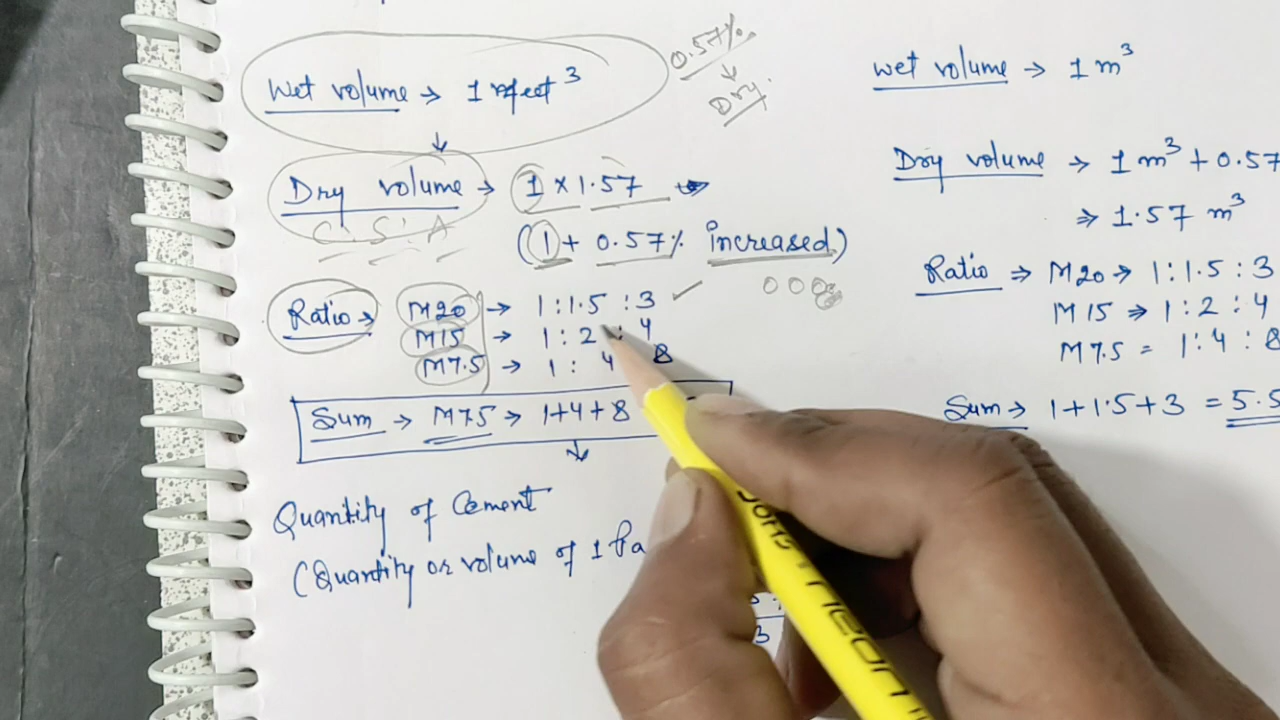 Wet volume → 1 feet³
0.57%
↓
Dry
↓
Dry volume → 1 × 1.57
C. S. A
(1 + 0.57% increased)
Ratio → M20 → 1 : 1.5 : 3 ✓
M15 → 1 : 2 : 4
M7.5 → 1 : 4 8
Sum → M7.5 → 1+4+8
↓
Quantity of Cement
(Quantity or volume of 1
wet volume → 1 m³
Dry volume → 1 m³ + 0.57
⇒ 1.57 m³
Ratio ⇒ M20 → 1 : 1.5 : 3
M15 ⇒ 1 : 2 : 4
M7.5 = 1 : 4 : 8
Sum → 1 + 1.5 + 3 = 5.5
NEON